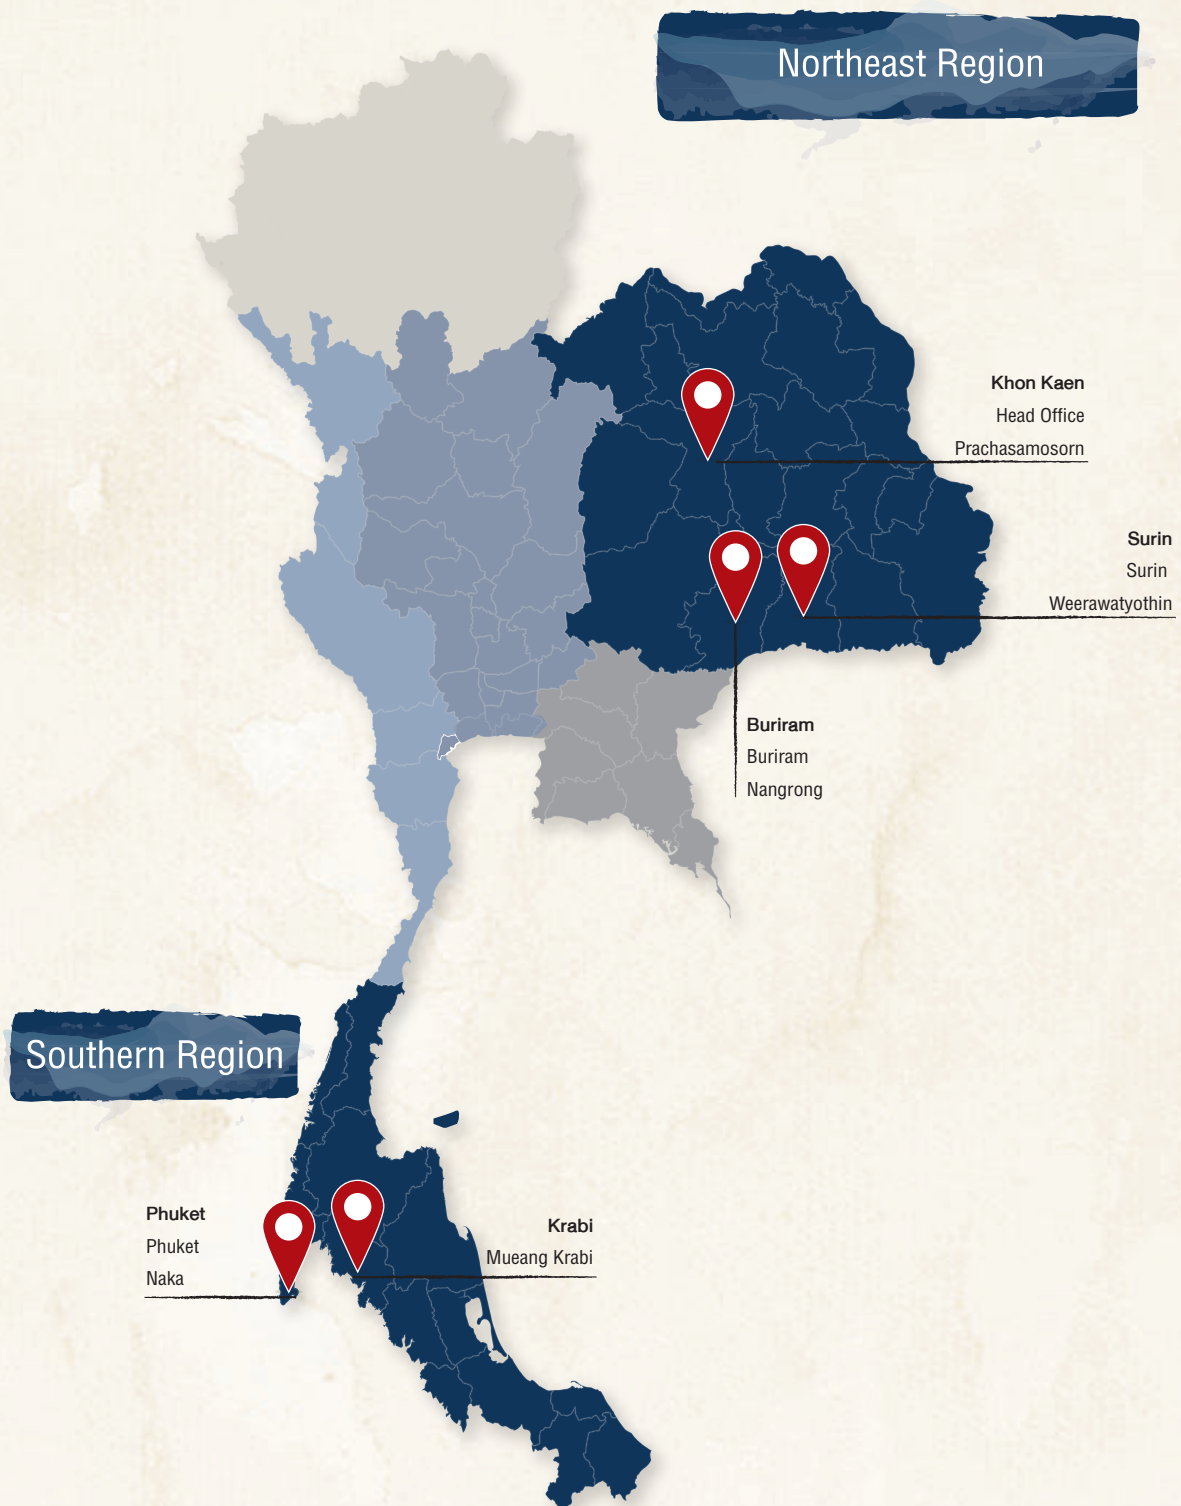 Northeast Region
Khon Kaen
Head Office
Prachasamosorn
Surin
Surin
Weerawatyothin
Buriram
Buriram
Nangrong
Southern Region
Phuket
Phuket
Naka
Krabi
Mueang Krabi